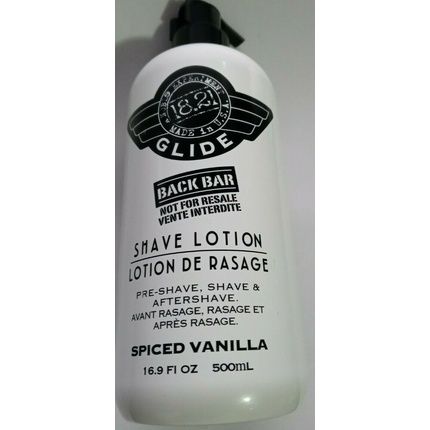 18.21
MADE in U.S.A
GLIDE
BACK BAR
NOT FOR RESALE
VENTE INTERDITE
SHAVE LOTION
LOTION DE RASAGE
PRE-SHAVE, SHAVE &
AFTERSHAVE.
AVANT RASAGE, RASAGE ET
APRÈS RASAGE.
SPICED VANILLA
16.9 Fl OZ 500mL